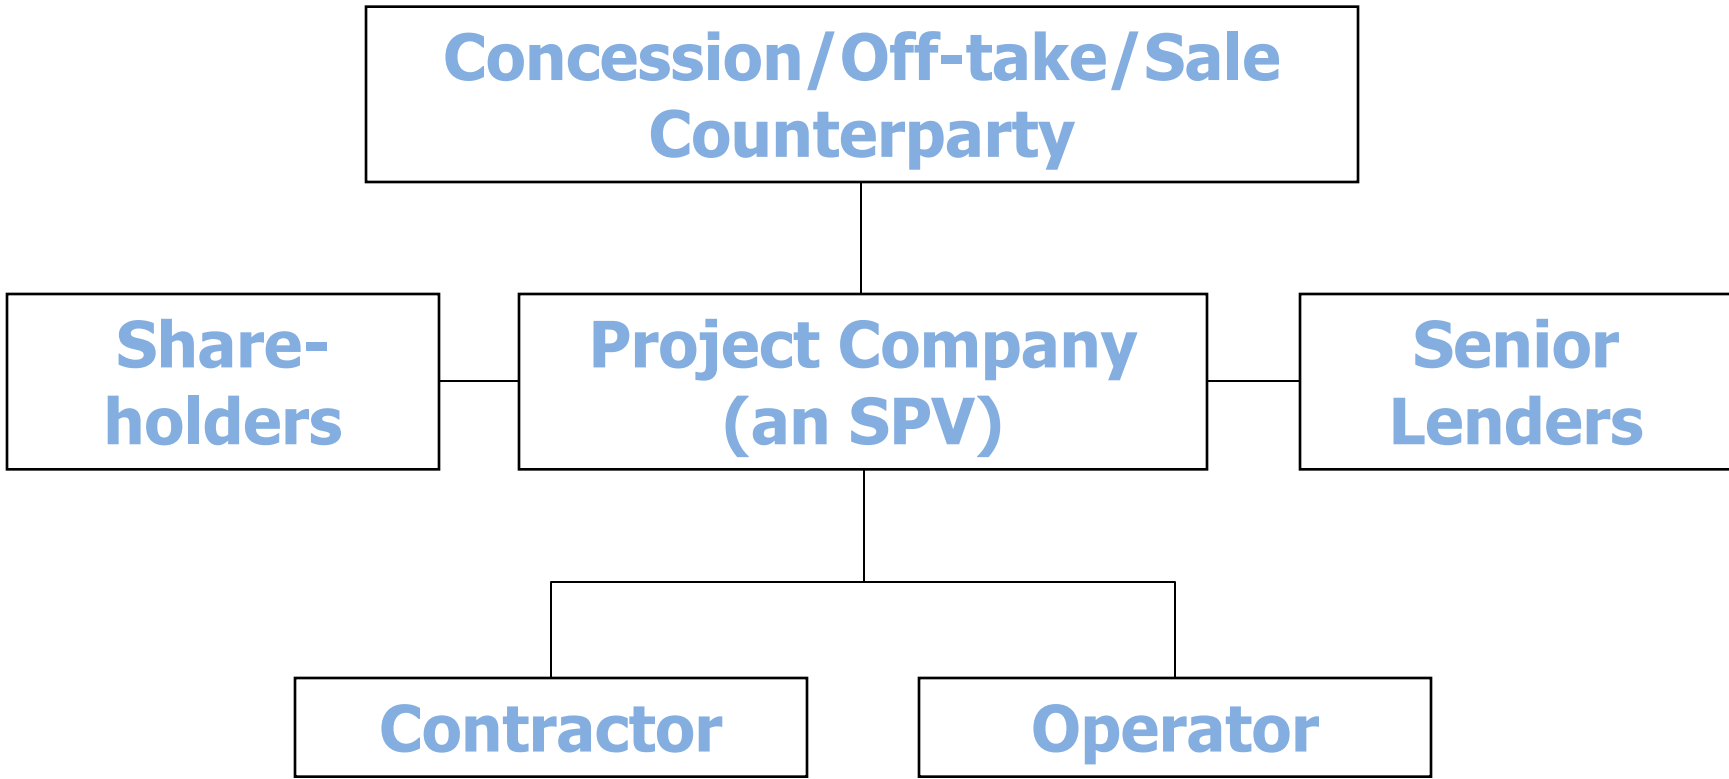 Concession/Off-take/Sale
Counterparty
Share-
holders
Project Company
(an SPV)
Senior
Lenders
Contractor
Operator